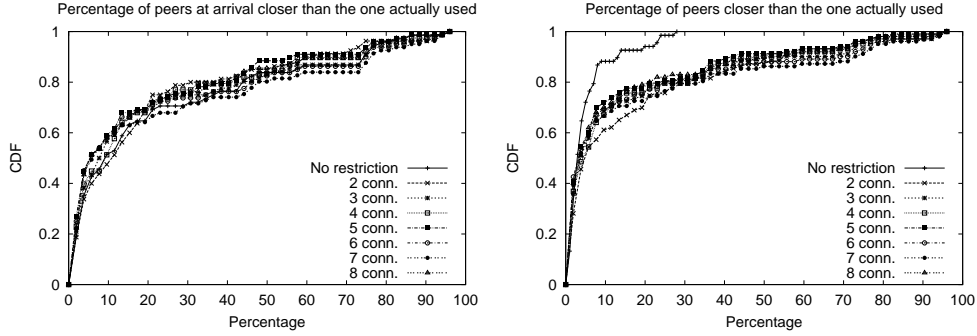 Percentage of peers at arrival closer than the one actually used
CDF
1
0.8
0.6
0.4
0.2
0
No restriction
2 conn.
3 conn.
4 conn.
5 conn.
6 conn.
7 conn.
8 conn.
0 10 20 30 40 50 60 70 80 90 100
Percentage
Percentage of peers closer than the one actually used
CDF
1
0.8
0.6
0.4
0.2
0
No restriction
2 conn.
3 conn.
4 conn.
5 conn.
6 conn.
7 conn.
8 conn.
0 10 20 30 40 50 60 70 80 90 100
Percentage